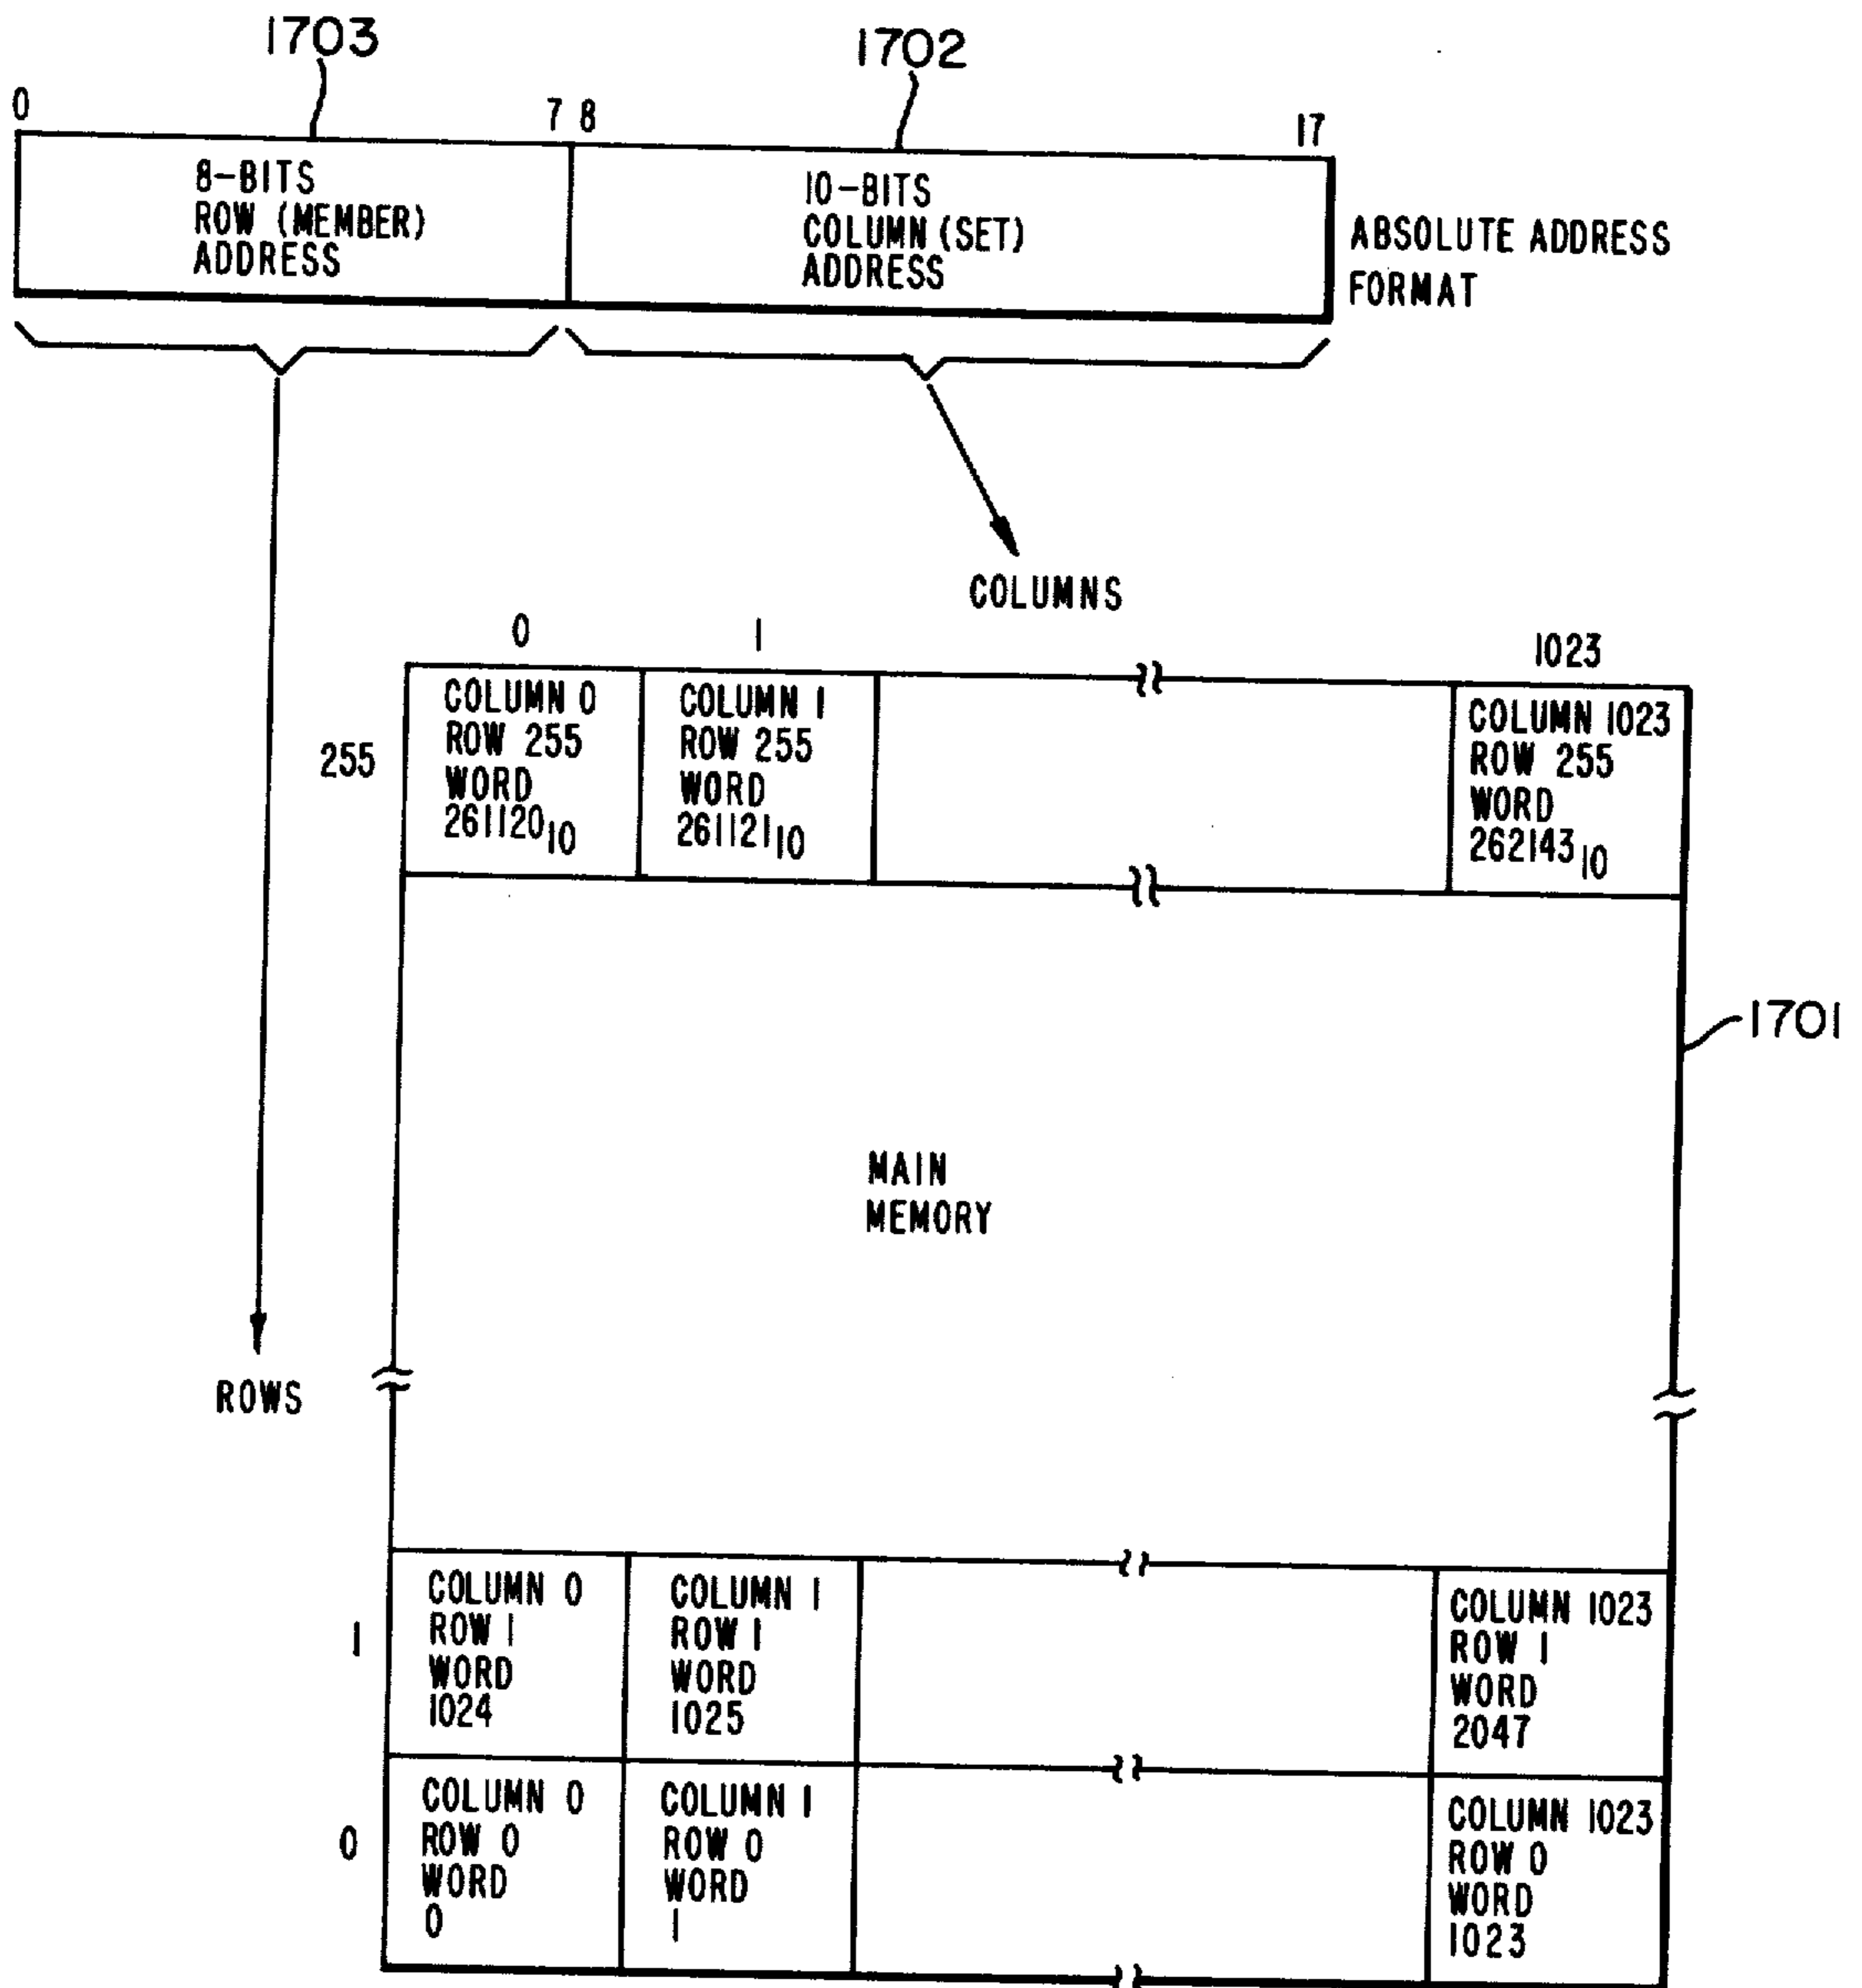 1703
1702
0
7 8
17
8-BITS
ROW (MEMBER)
ADDRESS
10-BITS
COLUMN (SET)
ADDRESS
ABSOLUTE ADDRESS
FORMAT
COLUMNS
0
1
1023
255
COLUMN 0
ROW 255
WORD
261120₁₀
COLUMN 1
ROW 255
WORD
261121₁₀
COLUMN 1023
ROW 255
WORD
262143₁₀
1701
MAIN
MEMORY
ROWS
1
COLUMN 0
ROW 1
WORD
1024
COLUMN 1
ROW 1
WORD
1025
COLUMN 1023
ROW 1
WORD
2047
0
COLUMN 0
ROW 0
WORD
0
COLUMN 1
ROW 0
WORD
1
COLUMN 1023
ROW 0
WORD
1023